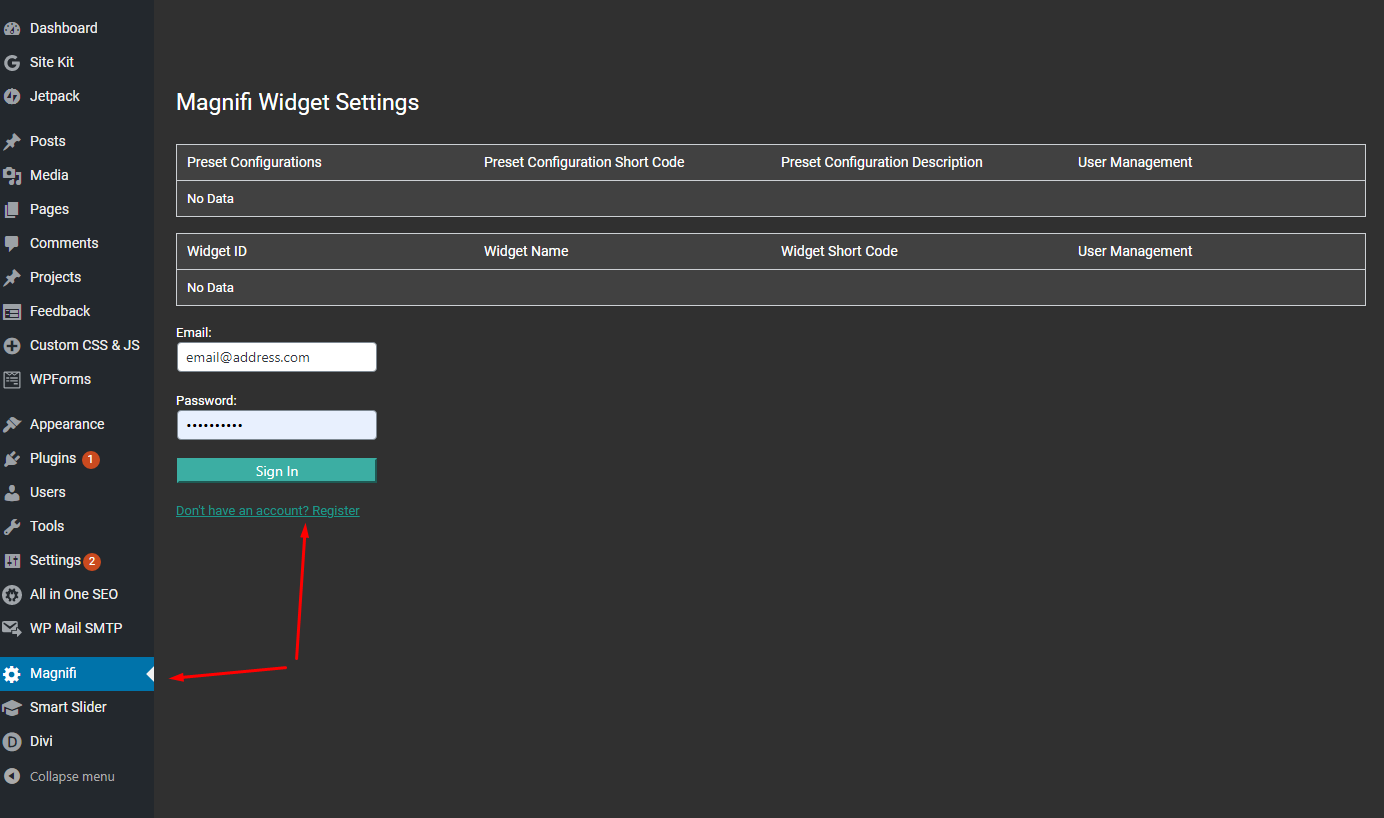 Dashboard
Site Kit
Jetpack
Posts
Media
Pages
Comments
Projects
Feedback
Custom CSS & JS
WPForms
Appearance
Plugins 1
Users
Tools
Settings 2
All in One SEO
WP Mail SMTP
Magnifi
Smart Slider
Divi
Collapse menu
Magnifi Widget Settings
Preset Configurations Preset Configuration Short Code Preset Configuration Description User Management
No Data
Widget ID Widget Name Widget Short Code User Management
No Data
Email:
email@address.com
Password:
••••••••••
Sign In
Don't have an account? Register